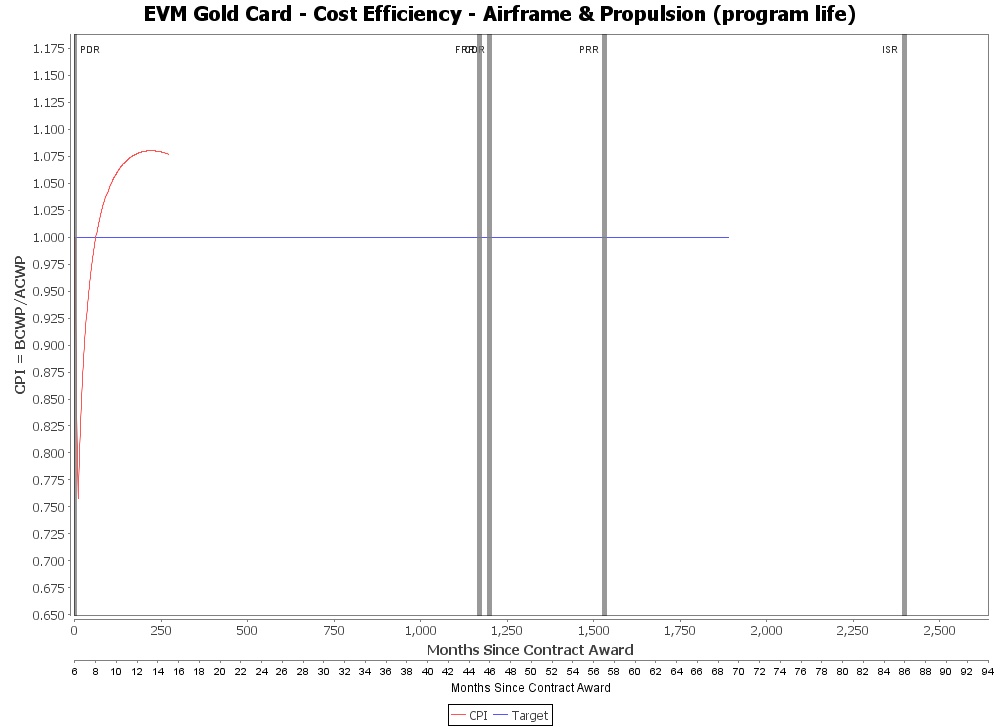 EVM Gold Card - Cost Efficiency - Airframe & Propulsion (program life)
PDR FRR CDR PRR ISR
1.175
1.150
1.125
1.100
1.075
1.050
1.025
1.000
0.975
0.950
0.925
0.900
0.875
0.850
0.825
0.800
0.775
0.750
0.725
0.700
0.675
0.650
CPI = BCWP/ACWP
0 250 500 750 1,000 1,250 1,500 1,750 2,000 2,250 2,500
Months Since Contract Award
6 8 10 12 14 16 18 20 22 24 26 28 30 32 34 36 38 40 42 44 46 48 50 52 54 56 58 60 62 64 66 68 70 72 74 76 78 80 82 84 86 88 90 92 94
Months Since Contract Award
CPI Target